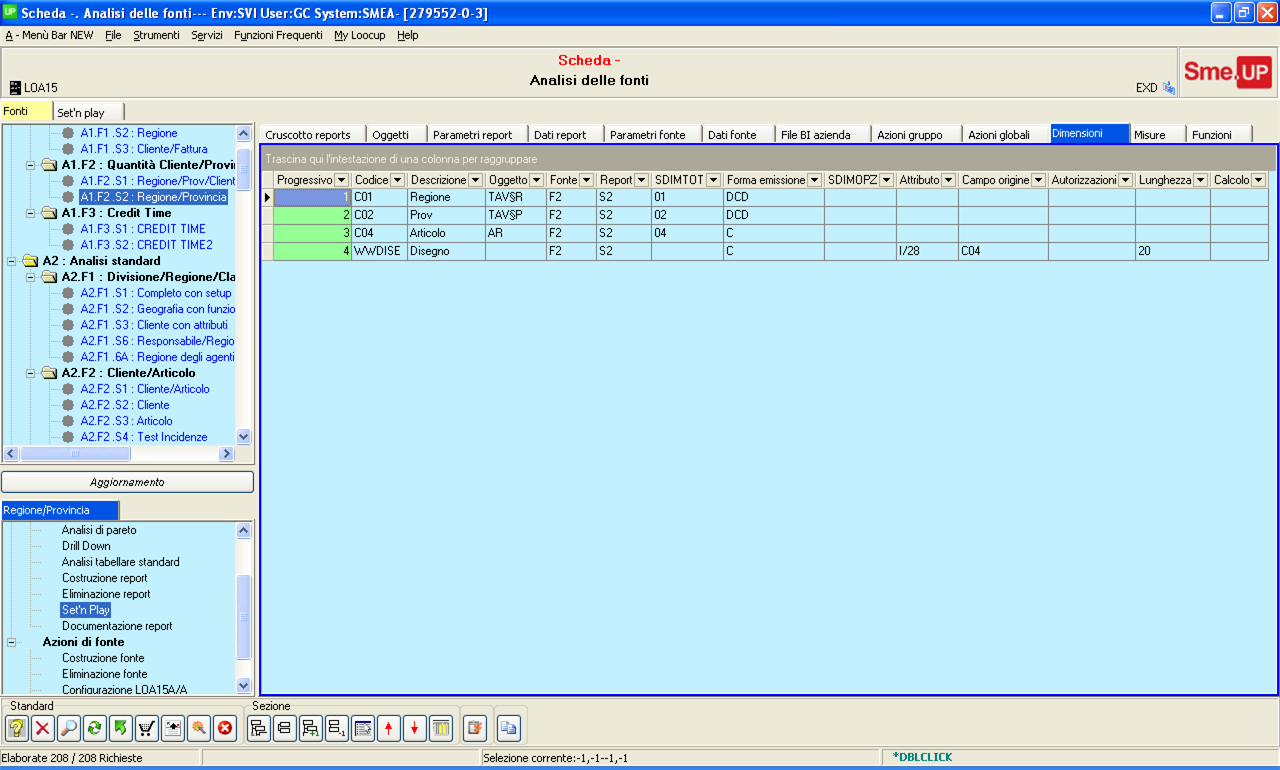 UP Scheda -. Analisi delle fonti--- Env:SVI User:GC System:SMEA- [279552-0-3]
A - Menù Bar NEW File Strumenti Servizi Funzioni Frequenti My Loocup Help
Scheda -
Analisi delle fonti
LOA15
EXD
Sme.UP
Fonti Set'n play
A1.F1 .S2 : Regione
A1.F1 .S3 : Cliente/Fattura
A1.F2 : Quantità Cliente/Provin
A1.F2 .S1 : Regione/Prov/Client
A1.F2 .S2 : Regione/Provincia
A1.F3 : Credit Time
A1.F3 .S1 : CREDIT TIME
A1.F3 .S2 : CREDIT TIME2
A2 : Analisi standard
A2.F1 : Divisione/Regione/Cla
A2.F1 .S1 : Completo con setup
A2.F1 .S2 : Geografia con funzio
A2.F1 .S3 : Cliente con attributi
A2.F1 .S6 : Responsabile/Regio
A2.F1 .6A : Regione degli agenti
A2.F2 : Cliente/Articolo
A2.F2 .S1 : Cliente/Articolo
A2.F2 .S2 : Cliente
A2.F2 .S3 : Articolo
A2.F2 .S4 : Test Incidenze
Aggiornamento
Regione/Provincia
Analisi di pareto
Drill Down
Analisi tabellare standard
Costruzione report
Eliminazione report
Set'n Play
Documentazione report
Azioni di fonte
Costruzione fonte
Eliminazione fonte
Configurazione LOA15A/A
Cruscotto reports Oggetti Parametri report Dati report Parametri fonte Dati fonte File BI azienda Azioni gruppo Azioni globali Dimensioni Misure Funzioni
Trascina qui l'intestazione di una colonna per raggruppare
Progressivo Codice Descrizione Oggetto Fonte Report SDIMTOT Forma emissione SDIMOPZ Attributo Campo origine Autorizzazioni Lunghezza Calcolo
1 C01 Regione TAV§R F2 S2 01 DCD
2 C02 Prov TAV§P F2 S2 02 DCD
3 C04 Articolo AR F2 S2 04 C
4 WWDISE Disegno F2 S2 C I/28 C04 20
Standard Sezione
Elaborate 208 / 208 Richieste Selezione corrente:-1,-1--1,-1 *DBLCLICK